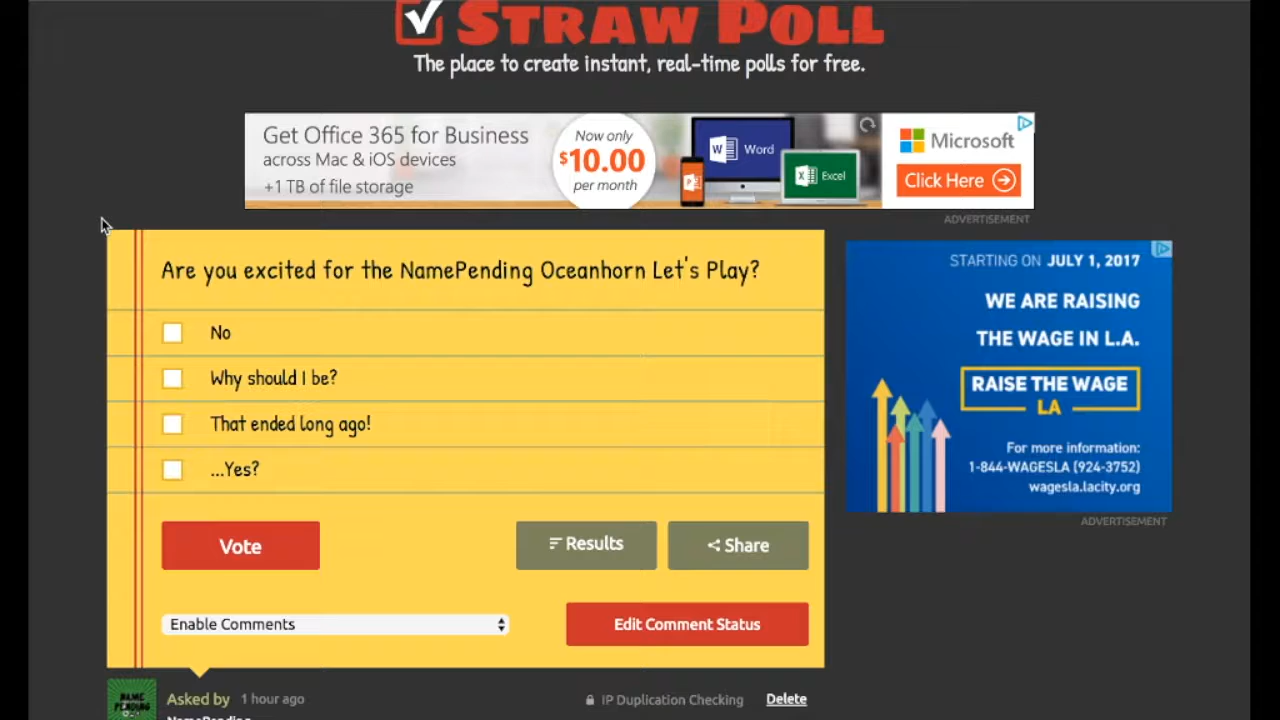 STRAW POLL
The place to create instant, real-time polls for free.
Get Office 365 for Business
across Mac & iOS devices
+1 TB of file storage
Now only
$10.00
per month
W Word
P
X Excel
Microsoft
Click Here
ADVERTISEMENT
Are you excited for the NamePending Oceanhorn Let's Play?
No
Why should I be?
That ended long ago!
...Yes?
Vote
Results
Share
Enable Comments
Edit Comment Status
STARTING ON JULY 1, 2017
WE ARE RAISING
THE WAGE IN L.A.
RAISE THE WAGE
LA
For more information:
1-844-WAGESLA (924-3752)
wagesla.lacity.org
ADVERTISEMENT
NAME
PENDING
Asked by 1 hour ago
IP Duplication Checking
Delete
NamePending